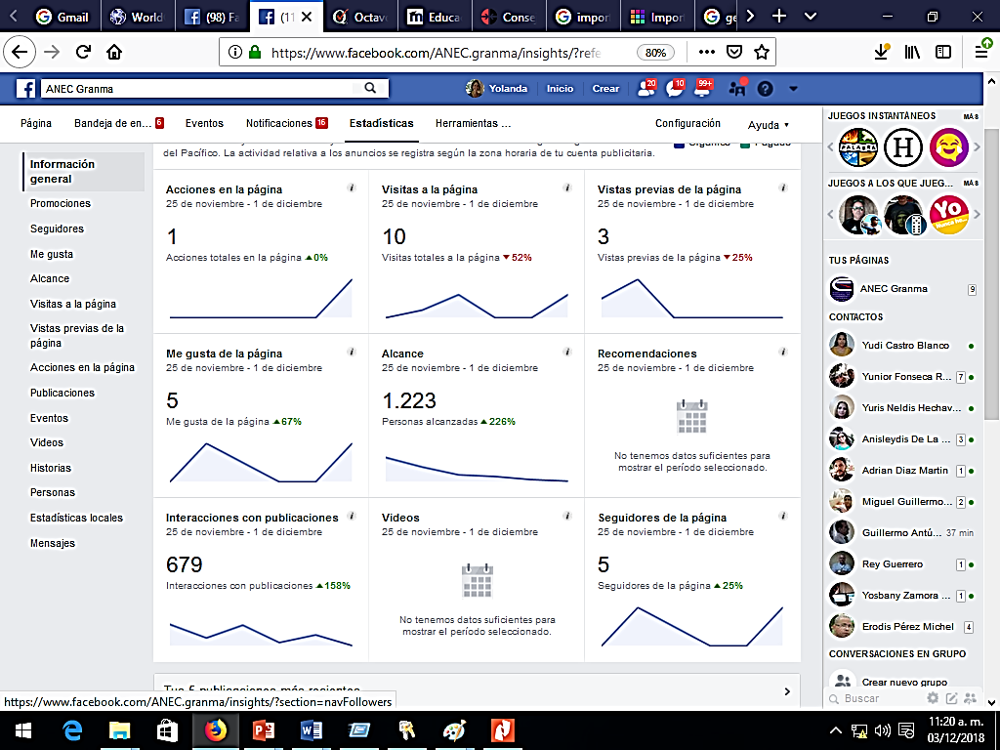 Gmail
World
(98) Fa
(11
Octav
Educa
Conse
impor
Impor
ge
https://www.facebook.com/ANEC.granma/insights/?refe
80%
ANEC Granma
Yolanda
Inicio
Crear
20
10
99+
Página
Bandeja de en... 6
Eventos
Notificaciones 16
Estadísticas
Herramientas ...
Configuración
Ayuda
del Pacífico. La actividad relativa a los anuncios se registra según la zona horaria de tu cuenta publicitaria.
Información
general
Promociones
Seguidores
Me gusta
Alcance
Visitas a la página
Vistas previas de la
página
Acciones en la página
Publicaciones
Eventos
Videos
Historias
Personas
Estadísticas locales
Mensajes
Acciones en la página
25 de noviembre - 1 de diciembre
1
Acciones totales en la página ▲0%
Visitas a la página
25 de noviembre - 1 de diciembre
10
Visitas totales a la página ▼52%
Vistas previas de la página
25 de noviembre - 1 de diciembre
3
Vistas previas de la página ▼25%
Me gusta de la página
25 de noviembre - 1 de diciembre
5
Me gusta de la página ▲67%
Alcance
25 de noviembre - 1 de diciembre
1.223
Personas alcanzadas ▲226%
Recomendaciones
25 de noviembre - 1 de diciembre
No tenemos datos suficientes para
mostrar el período seleccionado.
Interacciones con publicaciones
25 de noviembre - 1 de diciembre
679
Interacciones con publicaciones ▲158%
Videos
25 de noviembre - 1 de diciembre
No tenemos datos suficientes para
mostrar el período seleccionado.
Seguidores de la página
25 de noviembre - 1 de diciembre
5
Seguidores de la página ▲25%
Tus 5 publicaciones más recientes
JUEGOS INSTANTÁNEOS
MÁS
PALABRA
H
JUEGOS A LOS QUE JUEG...
MÁS
Yo
Nunca
TUS PÁGINAS
ANEC Granma 9
CONTACTOS
Yudi Castro Blanco
Yunior Fonseca R... 7
Yuris Neldis Hechav...
Anisleydis De La ... 3
Adrian Diaz Martin 1
Miguel Guillermo... 2
Guillermo Antú... 37 min
Rey Guerrero 1
Yosbany Zamora ... 1
Erodis Pérez Michel 4
CONVERSACIONES EN GRUPO
Crear nuevo grupo
Buscar
https://www.facebook.com/ANEC.granma/insights/?section=navFollowers
11:20 a. m.
03/12/2018